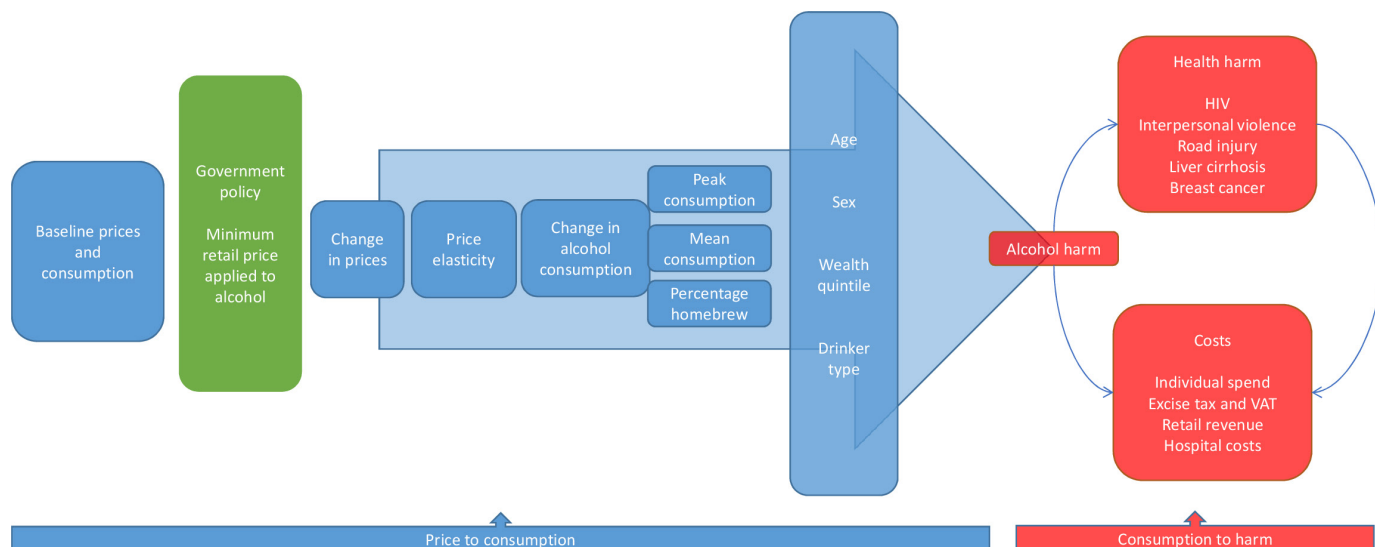 Baseline prices
and
consumption
Government
policy
Minimum
retail price
applied to
alcohol
Change
in prices
Price
elasticity
Change in
alcohol
consumption
Peak
consumption
Mean
consumption
Percentage
homebrew
Age
Sex
Wealth
quintile
Drinker
type
Alcohol harm
Health harm
HIV
Interpersonal violence
Road injury
Liver cirrhosis
Breast cancer
Costs
Individual spend
Excise tax and VAT
Retail revenue
Hospital costs
Price to consumption
Consumption to harm